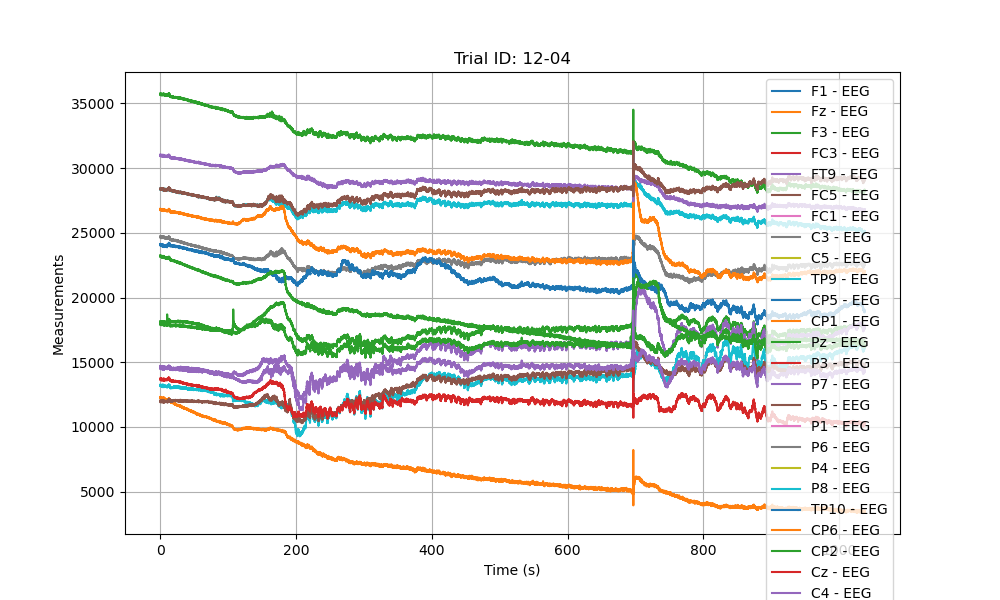 Trial ID: 12-04
35000
30000
25000
20000
15000
10000
5000
Measurements
0
200
400
600
800
Time (s)
F1 - EEG
Fz - EEG
F3 - EEG
FC3 - EEG
FT9 - EEG
FC5 - EEG
FC1 - EEG
C3 - EEG
C5 - EEG
TP9 - EEG
CP5 - EEG
CP1 - EEG
Pz - EEG
P3 - EEG
P7 - EEG
P5 - EEG
P1 - EEG
P6 - EEG
P4 - EEG
P8 - EEG
TP10 - EEG
CP6 - EEG
CP2 - EEG
Cz - EEG
C4 - EEG